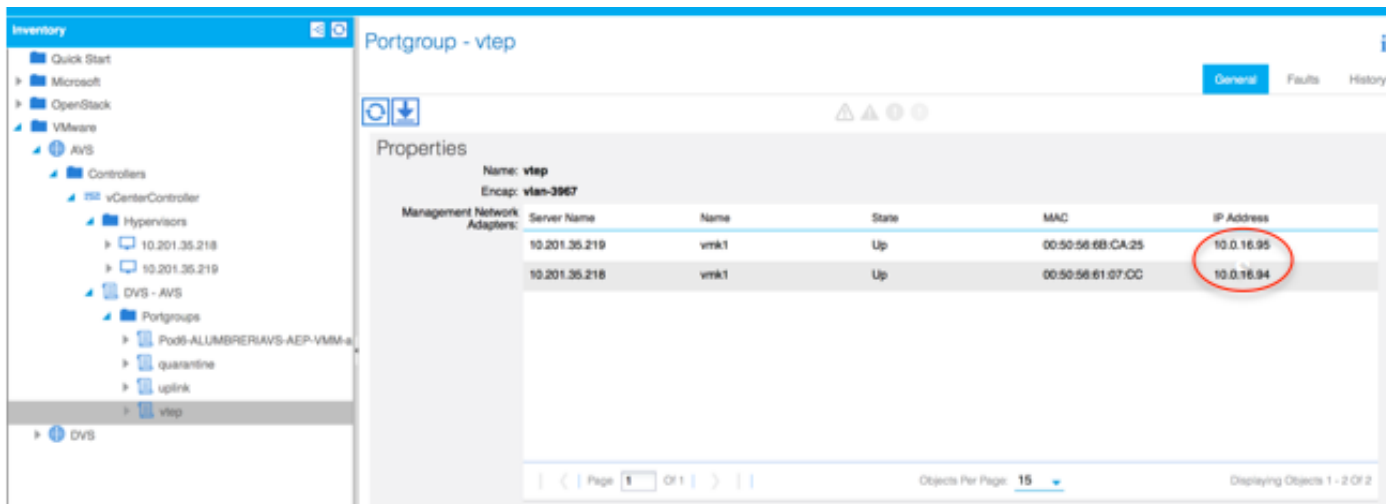 Inventory
Quick Start
Microsoft
OpenStack
VMware
AVS
Controllers
vCenterController
Hypervisors
10.201.35.218
10.201.35.219
DVS - AVS
Portgroups
Pod6-ALUMBRERIAVS-AEP-VMM-a
quarantine
uplink
vtep
DVS
Portgroup - vtep
i
General Faults History
Properties
Name: vtep
Encap: vlan-3967
Management Network Adapters:
Server Name Name State MAC IP Address
10.201.35.219 vmk1 Up 00:50:56:6B:CA:25 10.0.16.95
10.201.35.218 vmk1 Up 00:50:56:61:07:CC 10.0.16.94
Page 1 Of 1 Objects Per Page: 15 Displaying Objects 1 - 2 Of 2